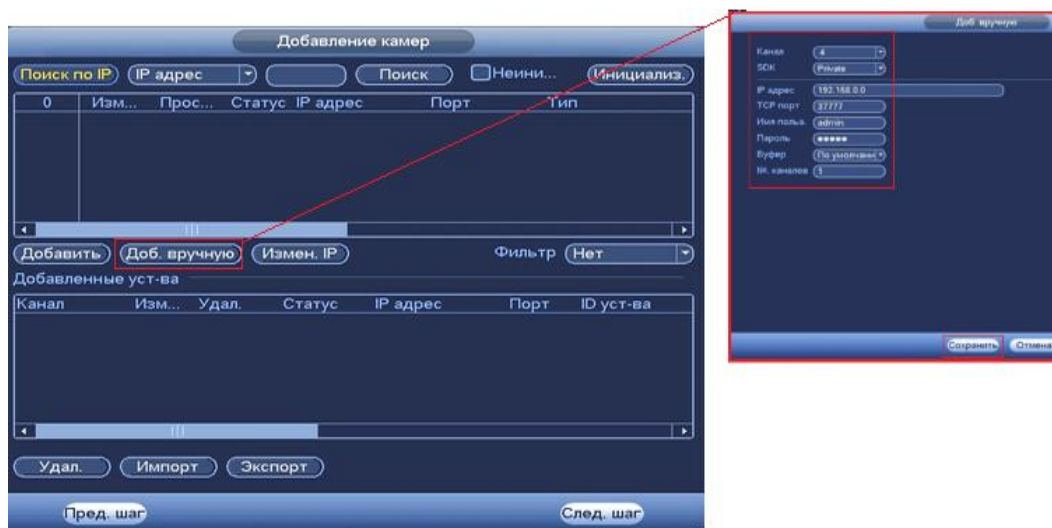 Добавление камер
Поиск по IP IP адрес Поиск Неини... Инициализ.
0 Изм... Прос... Статус IP адрес Порт Тип
Добавить Доб. вручную Измен. IP Фильтр Нет
Добавленные уст-ва
Канал Изм... Удал. Статус IP адрес Порт ID уст-ва
Удал. Импорт Экспорт
Пред. шаг След. шаг
Доб. вручную
Канал 4
SDK Private
IP адрес 192.168.0.0
TCP порт 37777
Имя польз. admin
Пароль •••••
Буфер По умолчани
№. каналов 1
Сохранить Отмена